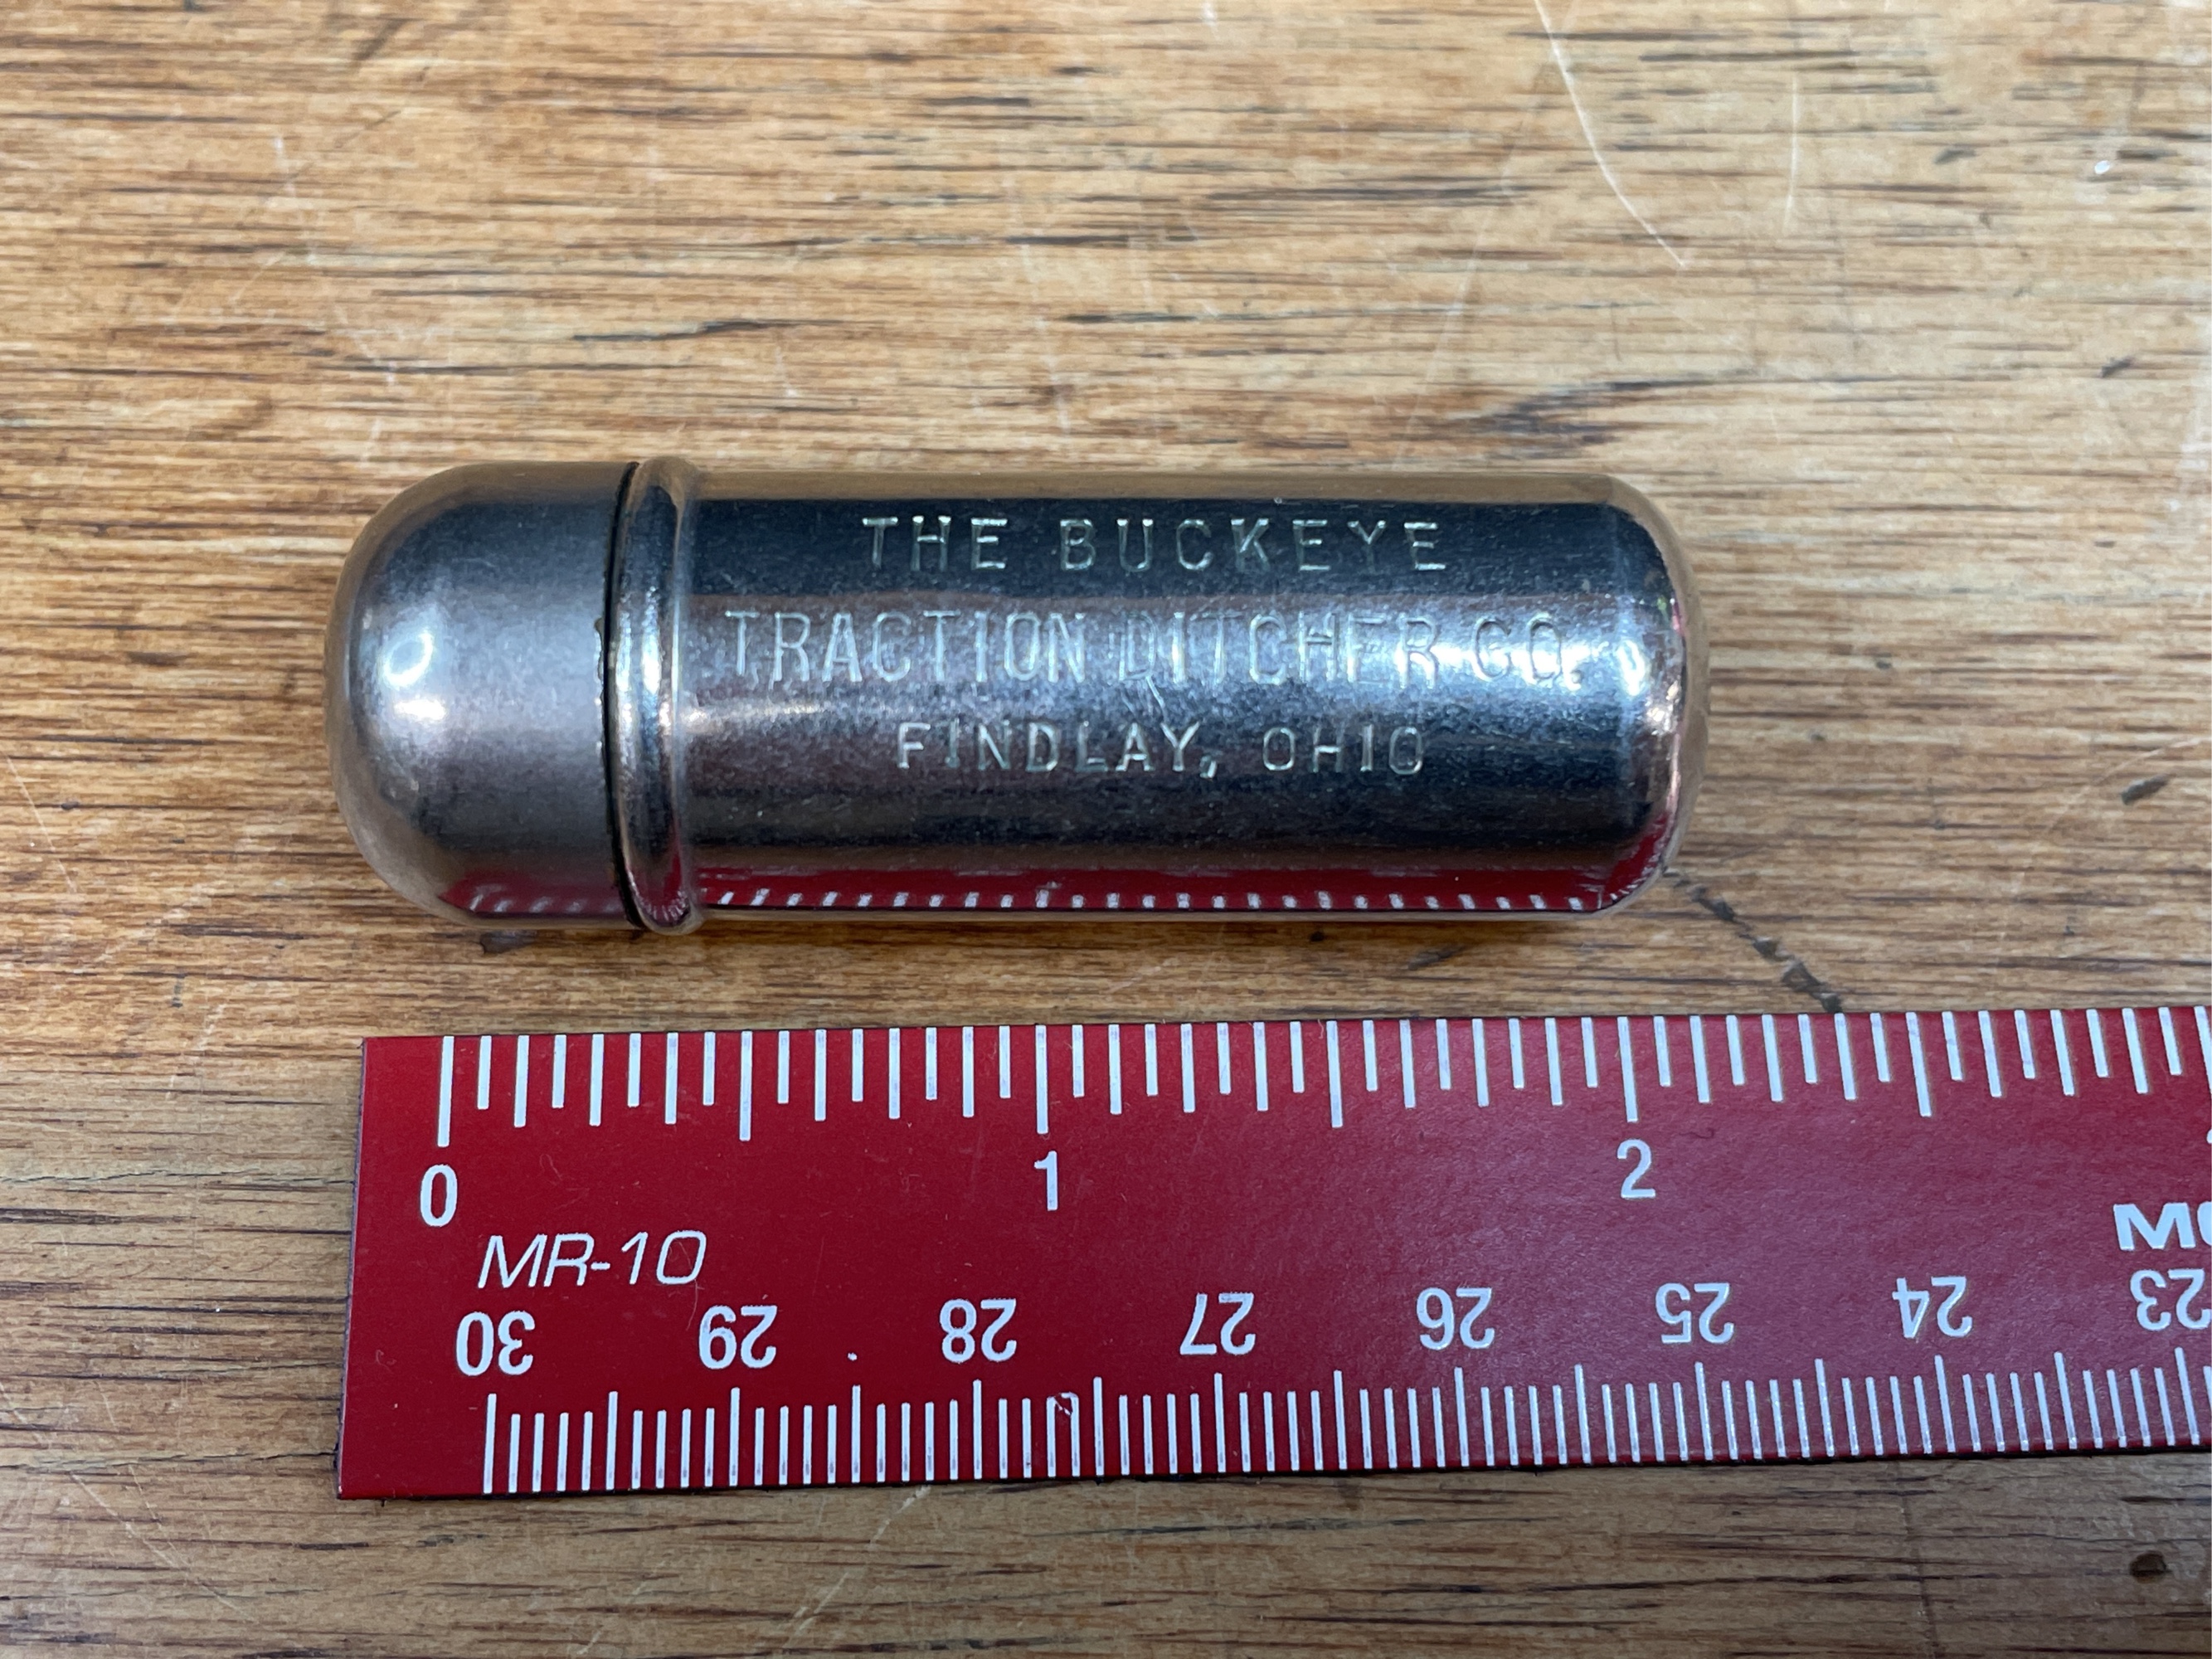 THE BUCKEYE
TRACTION DITCHER CO.
FINDLAY, OHIO
0 1 2
MR-10
30 29 28 27 26 25 24 23